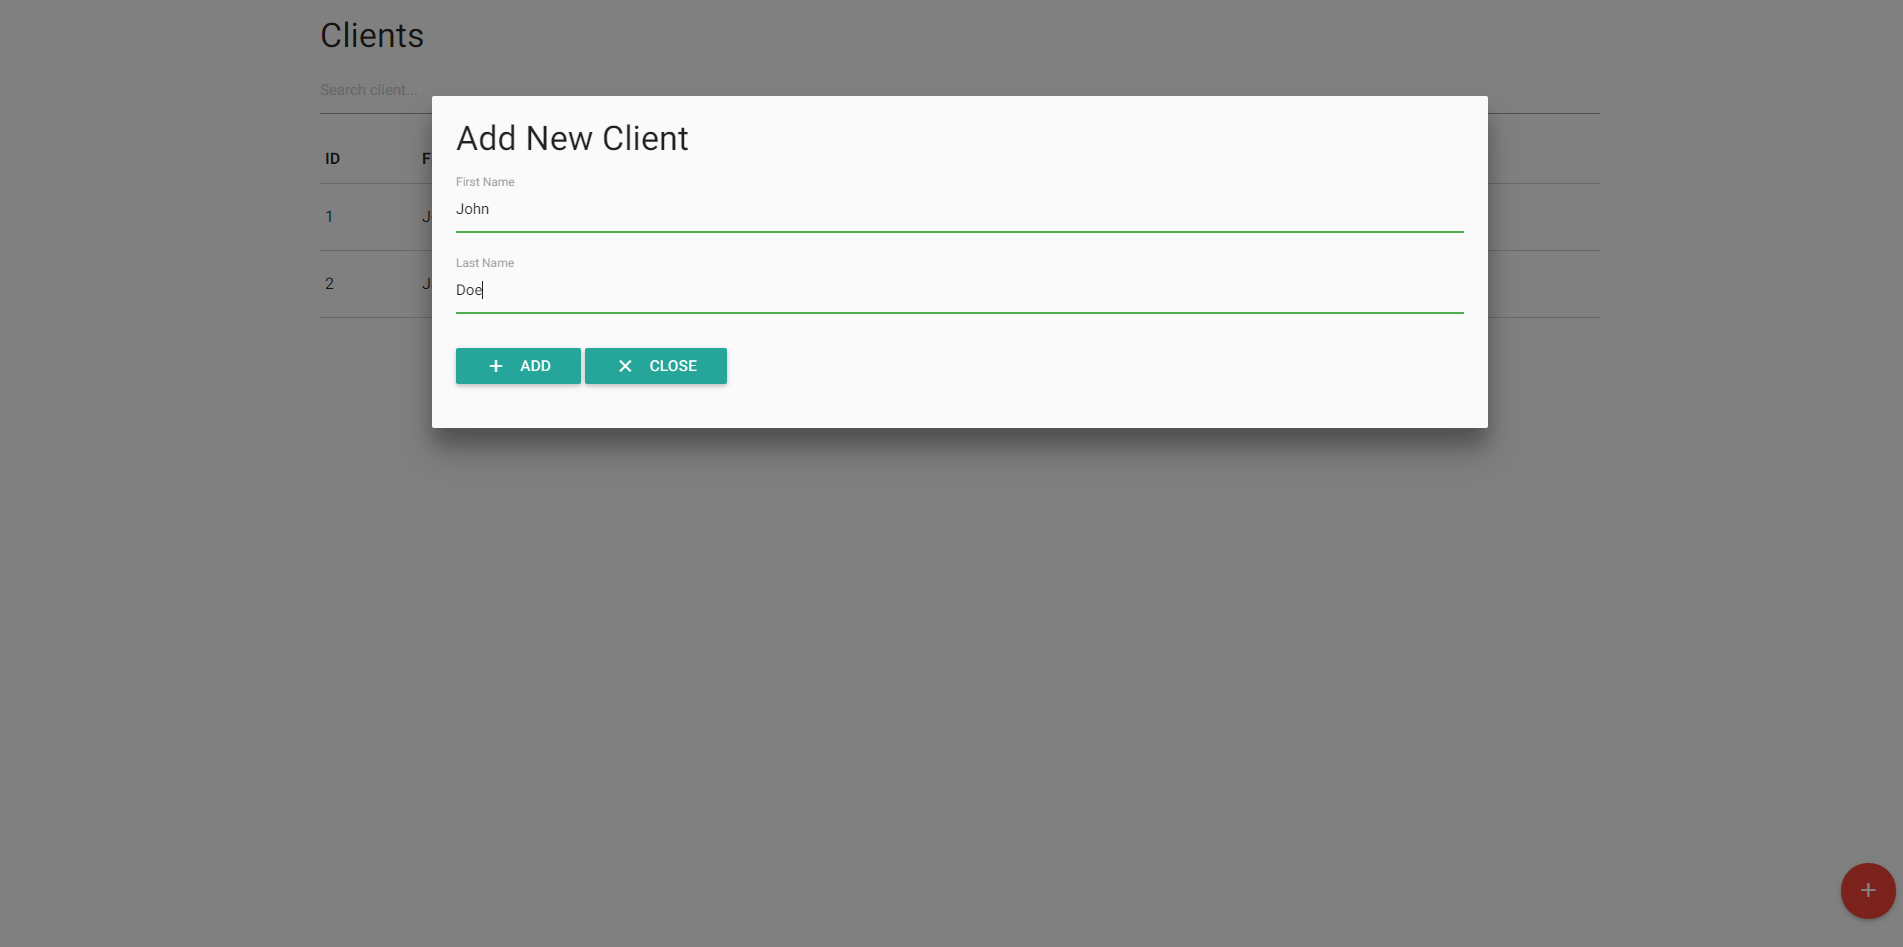 Clients
Search client...
ID
1
2
Add New Client
First Name
John
Last Name
Doe
ADD CLOSE